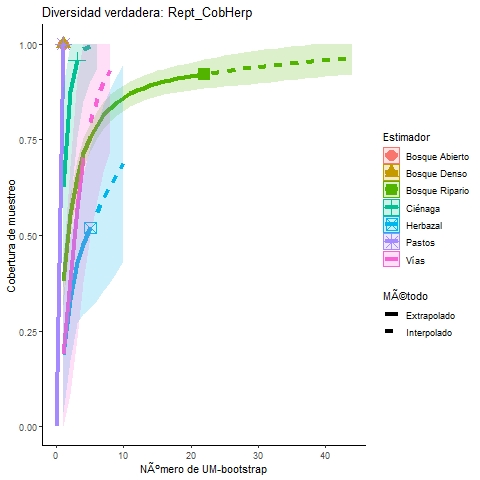 Diversidad verdadera: Rept_CobHerp
1.00
0.75
0.50
0.25
0.00
Cobertura de muestreo
0
10
20
30
40
NÃºmero de UM-bootstrap
Estimador
Bosque Abierto
Bosque Denso
Bosque Ripario
Ciénaga
Herbazal
Pastos
Vías
MÃ©todo
Extrapolado
Interpolado